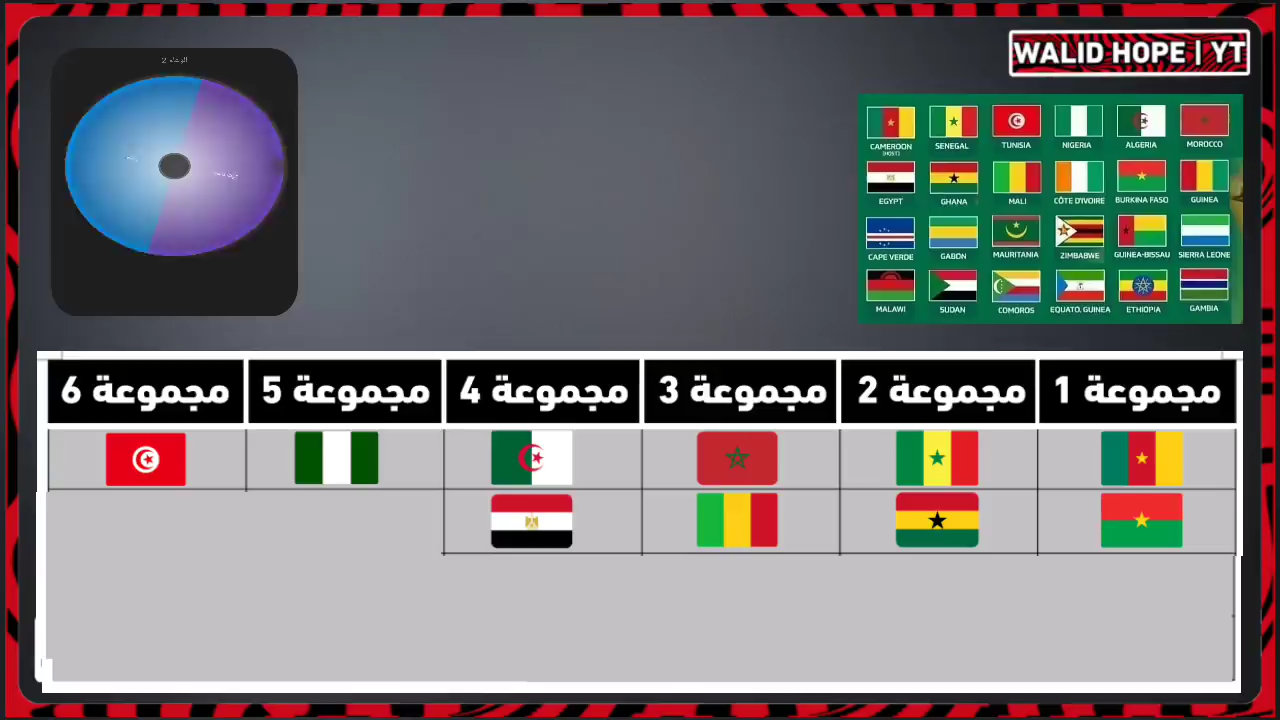 الوعاء 2
WALID HOPE | YT
CAMEROON SENEGAL TUNISIA NIGERIA ALGERIA MOROCCO
(HOST)
EGYPT GHANA MALI CÔTE D'IVOIRE BURKINA FASO GUINEA
CAPE VERDE GABON MAURITANIA ZIMBABWE GUINEA-BISSAU SIERRA LEONE
MALAWI SUDAN COMOROS EQUATO. GUINEA ETHIOPIA GAMBIA
مجموعة 1 مجموعة 2 مجموعة 3 مجموعة 4 مجموعة 5 مجموعة 6